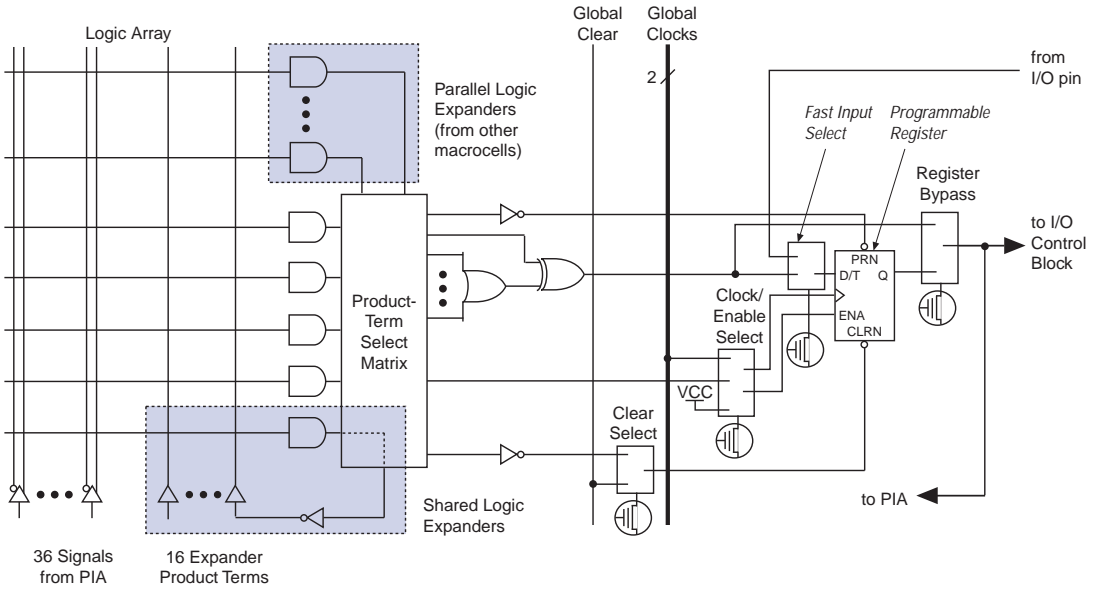 Logic Array
Parallel Logic
Expanders
(from other
macrocells)
Global
Clear
Global
Clocks
2
from
I/O pin
Fast Input
Select
Programmable
Register
Register
Bypass
to I/O
Control
Block
PRN
D/T Q
ENA
CLRN
Clock/
Enable
Select
VCC
Product-
Term
Select
Matrix
Clear
Select
to PIA
Shared Logic
Expanders
36 Signals
from PIA
16 Expander
Product Terms